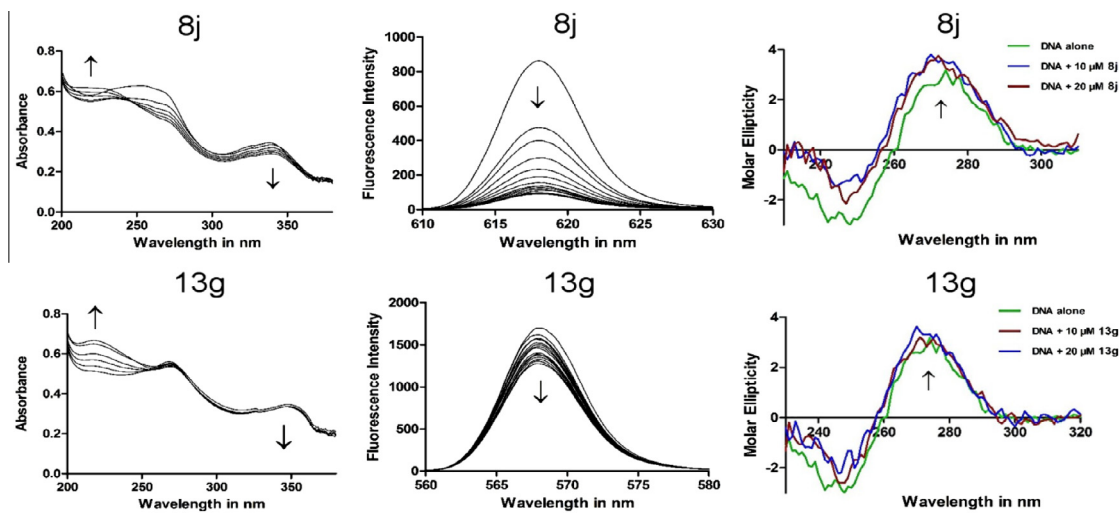 8j
Absorbance
0.8
0.6
0.4
0.2
0.0
200 250 300 350
Wavelength in nm
8j
Fluorescence Intensity
1000
800
600
400
200
0
610 615 620 625 630
Wavelength in nm
8j
Molar Ellipticity
4
2
0
-2
240 260 280 300
DNA alone
DNA + 10 µM 8j
DNA + 20 µM 8j
Wavelength in nm
13g
Absorbance
0.8
0.6
0.4
0.2
0.0
200 250 300 350
Wavelength in nm
13g
Fluorescence Intensity
2000
1500
1000
500
0
560 565 570 575 580
Wavelength in nm
13g
Molar Ellipticity
4
2
0
-2
240 260 280 300 320
DNA alone
DNA + 10 µM 13g
DNA + 20 µM 13g
Wavelength in nm